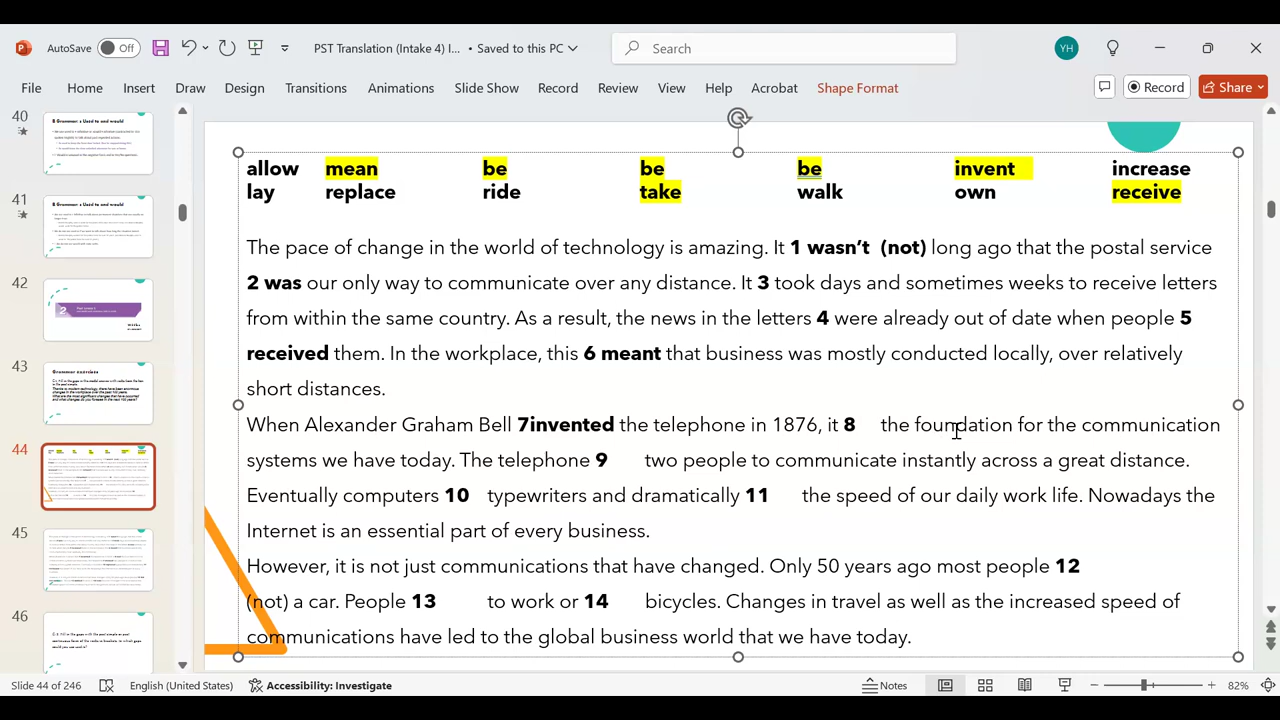 AutoSave Off PST Translation (Intake 4) I... • Saved to this PC Search YH
File Home Insert Draw Design Transitions Animations Slide Show Record Review View Help Acrobat Shape Format Record Share
40
41
42
43
Grammar exercises
44
45
46
allow mean be be be invent increase
lay replace ride take walk own receive
The pace of change in the world of technology is amazing. It 1 wasn't (not) long ago that the postal service
2 was our only way to communicate over any distance. It 3 took days and sometimes weeks to receive letters
from within the same country. As a result, the news in the letters 4 were already out of date when people 5
received them. In the workplace, this 6 meant that business was mostly conducted locally, over relatively
short distances.
When Alexander Graham Bell 7invented the telephone in 1876, it 8 the foundation for the communication
systems we have today. The telephone 9 two people to communicate instantly across a great distance.
Eventually computers 10 typewriters and dramatically 11 the speed of our daily work life. Nowadays the
Internet is an essential part of every business.
However, it is not just communications that have changed. Only 50 years ago most people 12
(not) a car. People 13 to work or 14 bicycles. Changes in travel as well as the increased speed of
communications have led to the global business world that we have today.
Slide 44 of 246 English (United States) Accessibility: Investigate Notes 82%